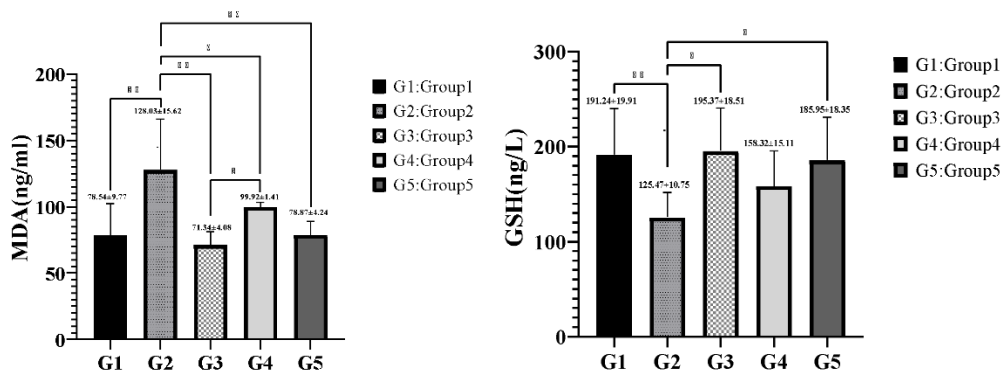 MDA(ng/ml)
200
150
100
50
0
78.54±9.77
128.03±15.62
71.34±4.08
99.92±1.41
78.87±4.24
G1
G2
G3
G4
G5
G1:Group1
G2:Group2
G3:Group3
G4:Group4
G5:Group5
GSH(ng/L)
300
200
100
0
191.24+19.91
125.47+10.75
195.37+18.51
158.32+15.11
185.95+18.35
G1
G2
G3
G4
G5
G1:Group1
G2:Group2
G3:Group3
G4:Group4
G5:Group5